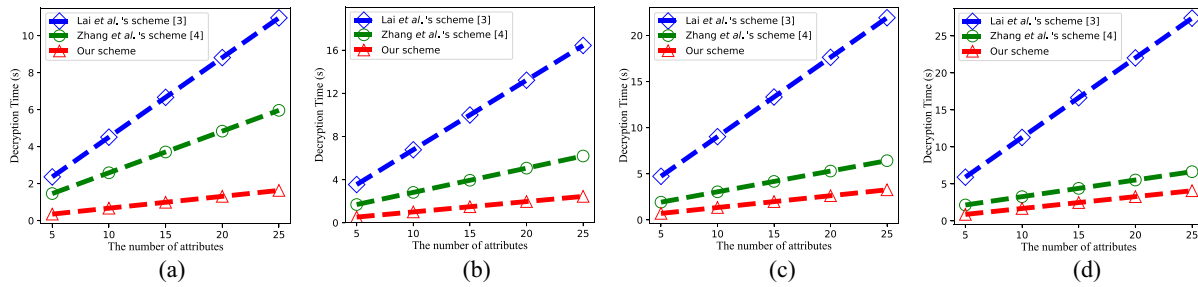 Lai et al.'s scheme [3]
Zhang et al.'s scheme [4]
Our scheme
Decryption Time (s)
10
8
6
4
2
0
5 10 15 20 25
The number of attributes
(a)
Lai et al.'s scheme [3]
Zhang et al.'s scheme [4]
Our scheme
Decryption Time (s)
16
12
8
4
0
5 10 15 20 25
The number of attributes
(b)
Lai et al.'s scheme [3]
Zhang et al.'s scheme [4]
Our scheme
Decryption Time (s)
20
15
10
5
0
5 10 15 20 25
The number of attributes
(c)
Lai et al.'s scheme [3]
Zhang et al.'s scheme [4]
Our scheme
Decryption Time (s)
25
20
15
10
5
0
5 10 15 20 25
The number of attributes
(d)